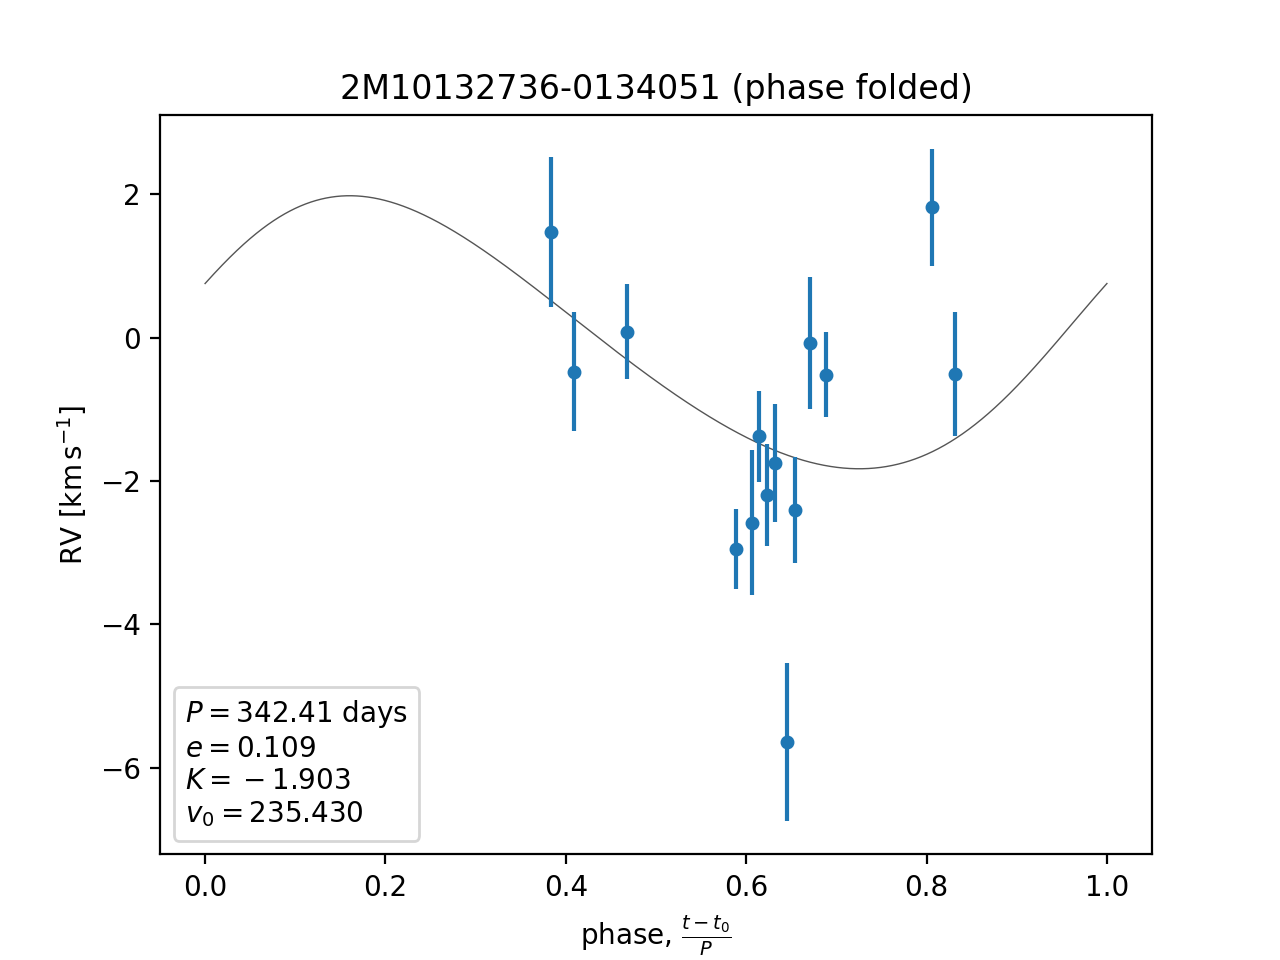 2M10132736-0134051 (phase folded)
2
0
−2
−4
−6
RV [km s⁻¹]
P = 342.41 days
e = 0.109
K = −1.903
v₀ = 235.430
0.0 0.2 0.4 0.6 0.8 1.0
phase, (t − t₀)/P